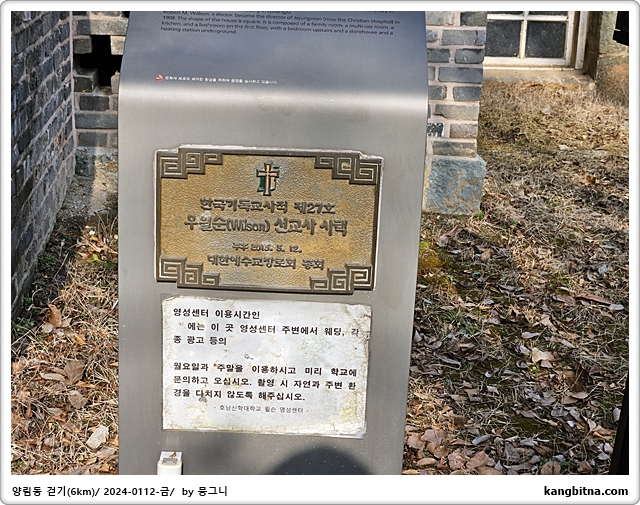 Robert M. Wilson, a doctor, became the director of Jejungwon (now the Christian Hospital) in
1908. The shape of the house is square. It is composed of a family room, a multi-use room, a
kitchen, and a bathroom on the first floor, with a bedroom upstairs and a storehouse and a
heating station underground.
한국기독교사적 제27호
우월순(Wilson) 선교사 사택
대한예수교장로회 총회
영성센터 이용시간인
에는 이 곳 영성센터 주변에서 웨딩, 각
종 광고 등의
월요일과 주말을 이용하시고 미리 학교에
문의하고 오십시오. 촬영 시 자연과 주변 환
경을 다치지 않도록 해주십시오.
- 호남신학대학교 윌슨 영성센터 -
양림동 걷기(6km)/ 2024-0112-금/ by 뭉그니
kangbitna.com